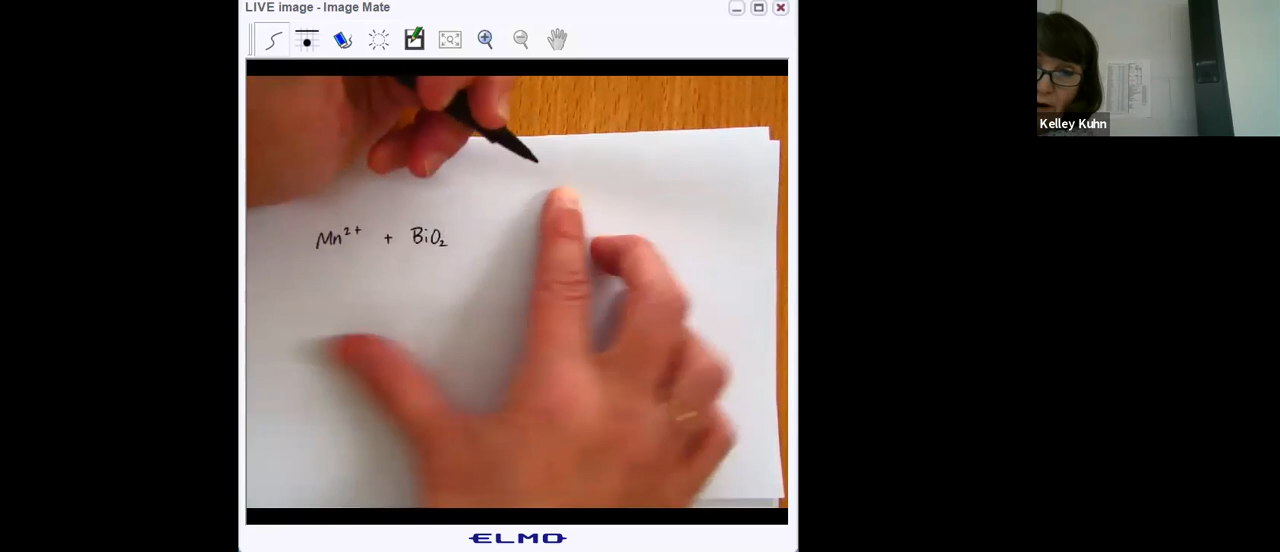 LIVE image - Image Mate
Kelley Kuhn
Mn²⁺ + BiO₂
ELMO